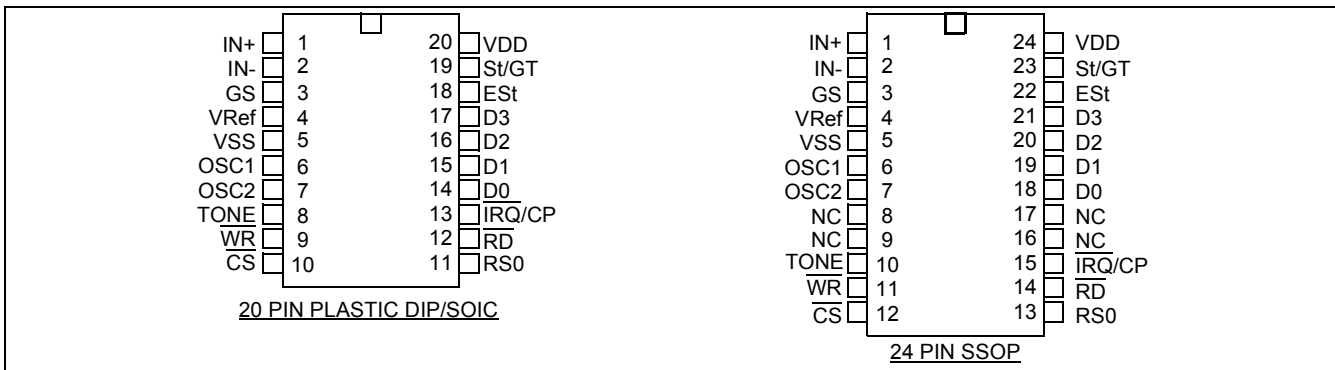 IN+ 1 20 VDD
IN- 2 19 St/GT
GS 3 18 ESt
VRef 4 17 D3
VSS 5 16 D2
OSC1 6 15 D1
OSC2 7 14 D0
TONE 8 13 IRQ/CP
WR 9 12 RD
CS 10 11 RS0
20 PIN PLASTIC DIP/SOIC
IN+ 1 24 VDD
IN- 2 23 St/GT
GS 3 22 ESt
VRef 4 21 D3
VSS 5 20 D2
OSC1 6 19 D1
OSC2 7 18 D0
NC 8 17 NC
NC 9 16 NC
TONE 10 15 IRQ/CP
WR 11 14 RD
CS 12 13 RS0
24 PIN SSOP